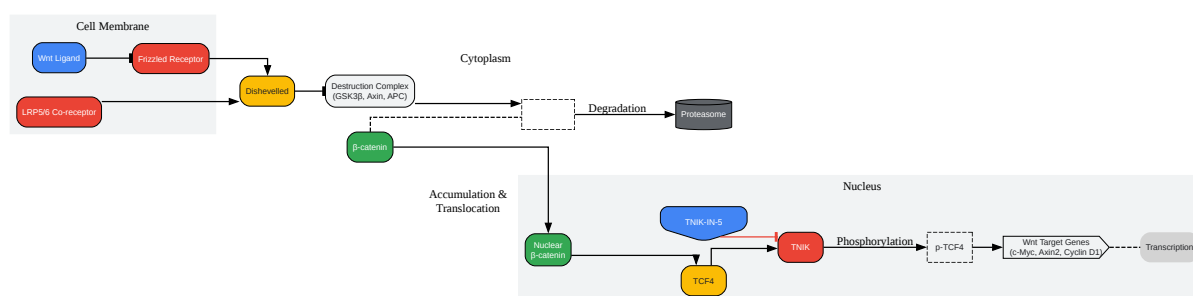 Cell Membrane
Wnt Ligand
Frizzled Receptor
LRP5/6 Co-receptor
Dishevelled
Cytoplasm
Destruction Complex
(GSK3β, Axin, APC)
Degradation
Proteasome
β-catenin
Accumulation &
Translocation
Nucleus
Nuclear
β-catenin
TNIK-IN-5
TCF4
TNIK
Phosphorylation
p-TCF4
Wnt Target Genes
(c-Myc, Axin2, Cyclin D1)
Transcription